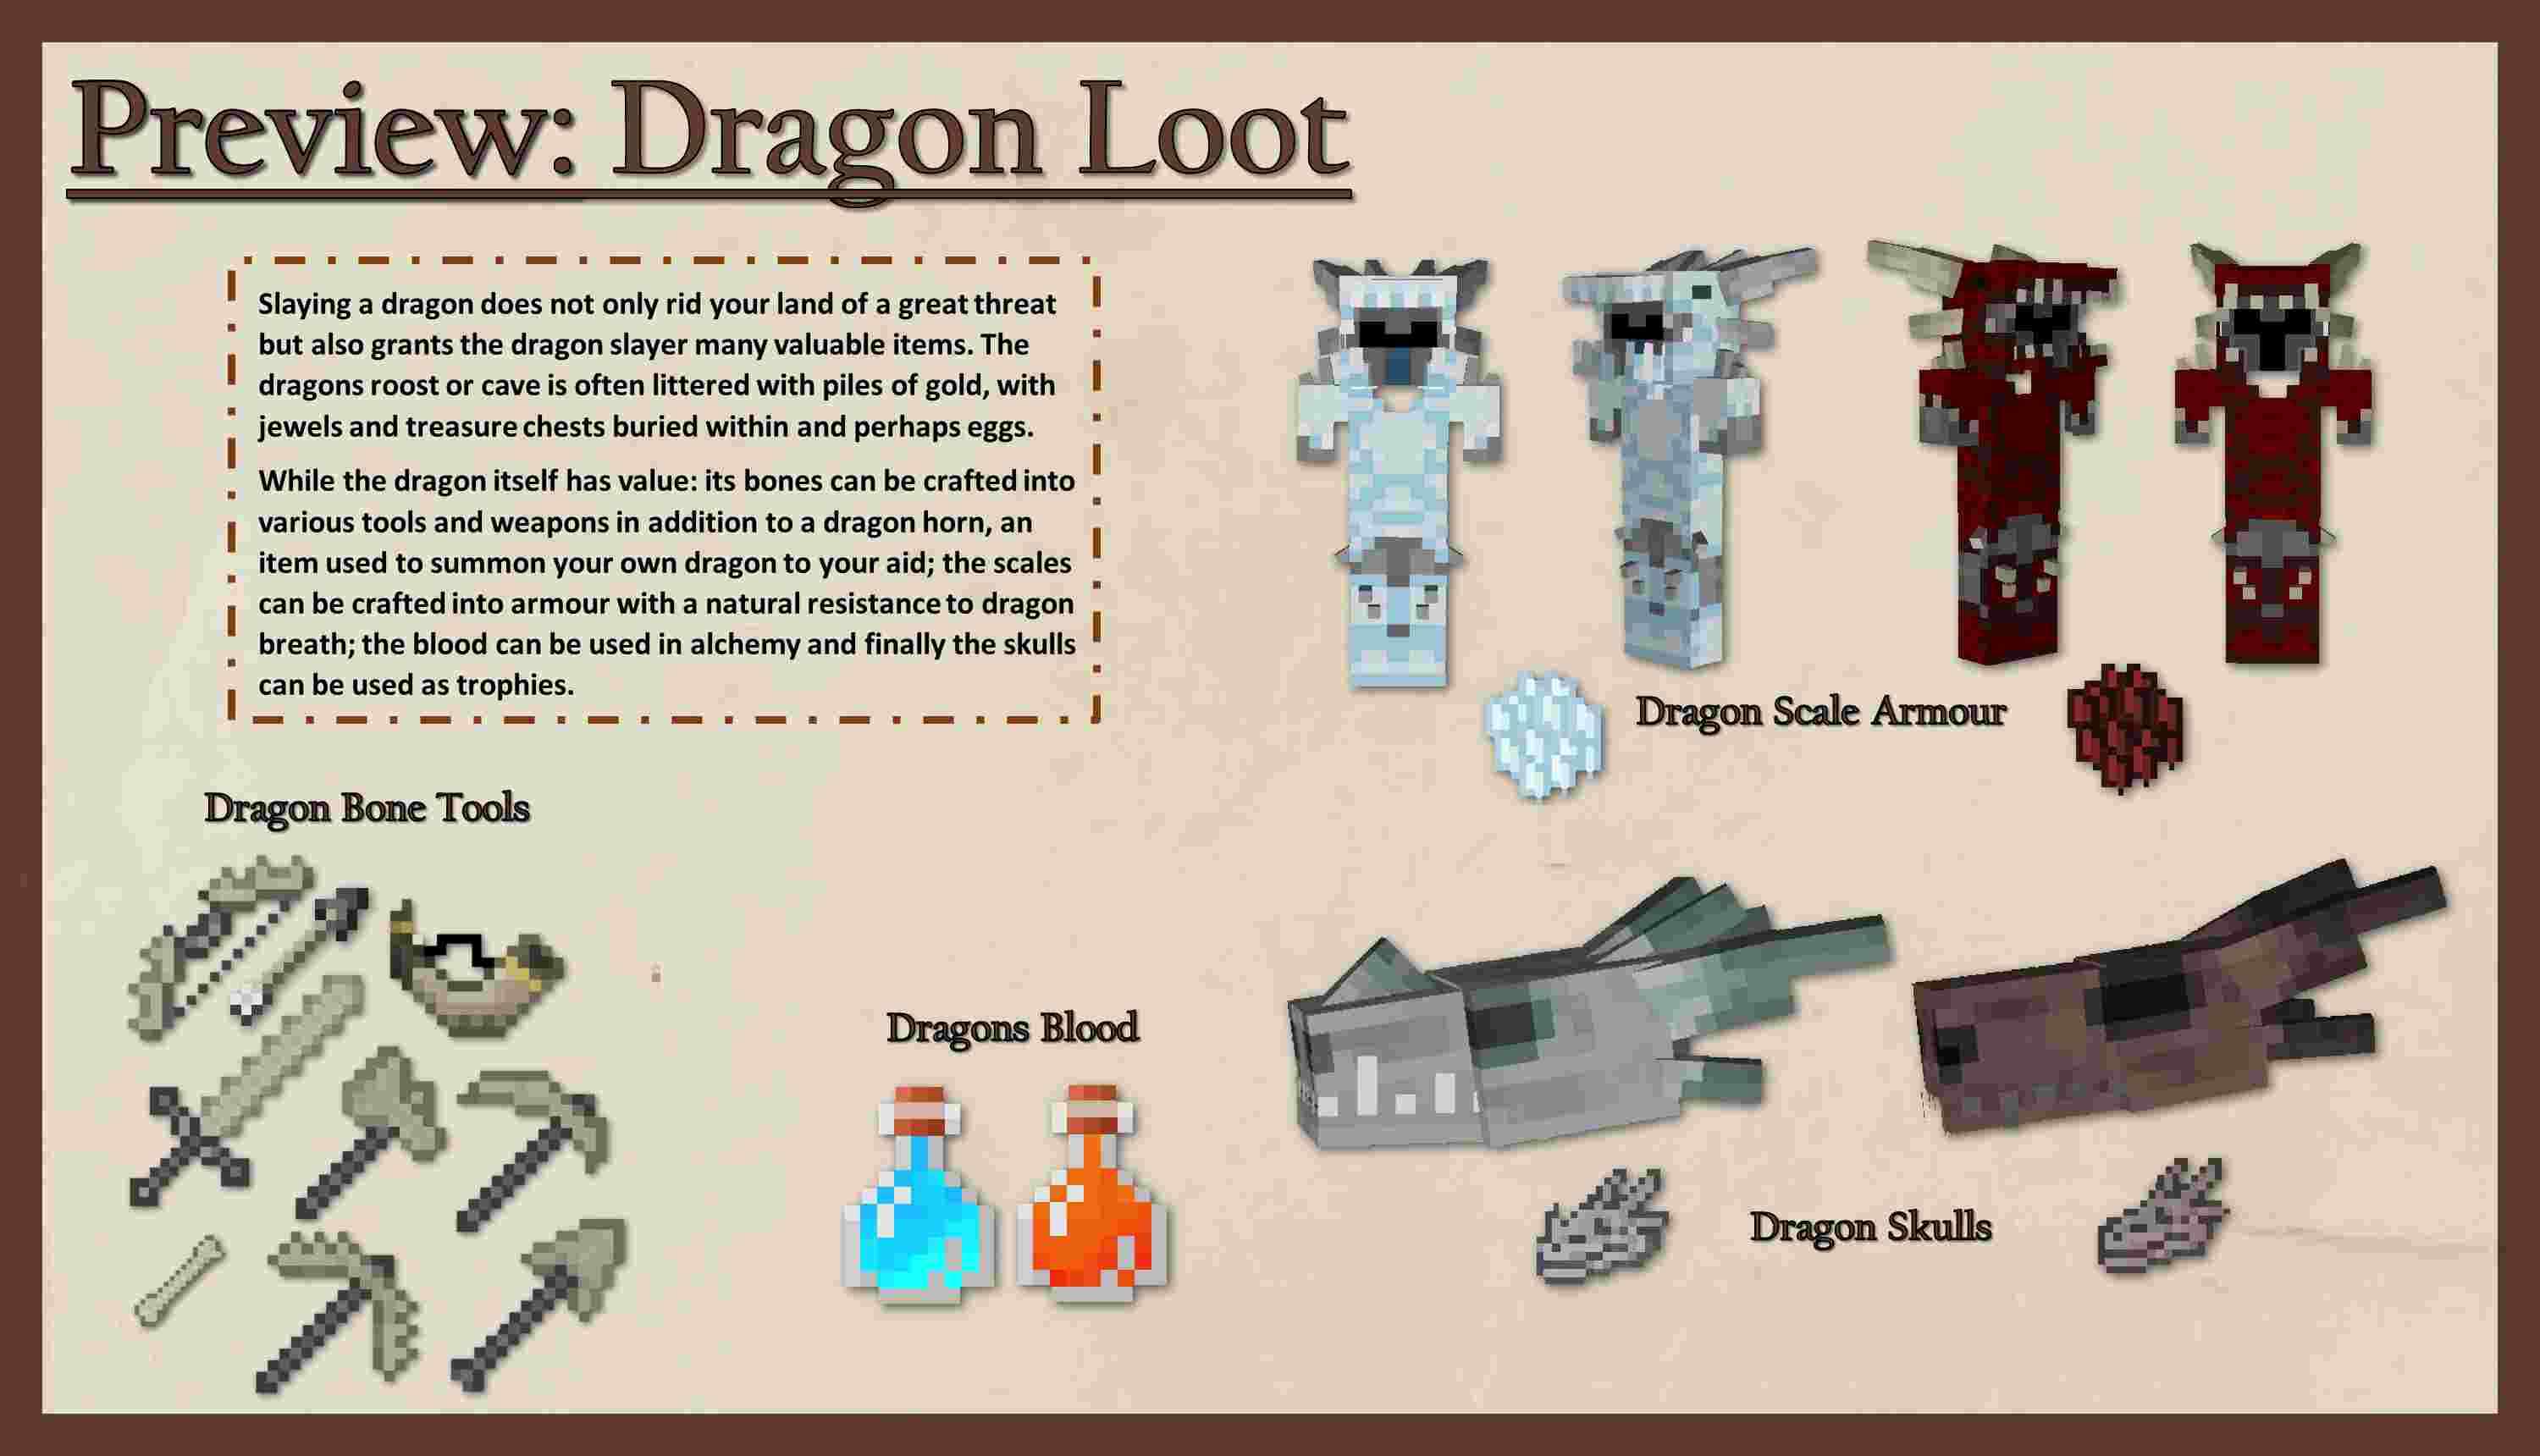 Preview: Dragon Loot
Slaying a dragon does not only rid your land of a great threat
but also grants the dragon slayer many valuable items. The
dragons roost or cave is often littered with piles of gold, with
jewels and treasure chests buried within and perhaps eggs.
While the dragon itself has value: its bones can be crafted into
various tools and weapons in addition to a dragon horn, an
item used to summon your own dragon to your aid; the scales
can be crafted into armour with a natural resistance to dragon
breath; the blood can be used in alchemy and finally the skulls
can be used as trophies.
Dragon Scale Armour
Dragon Bone Tools
Dragons Blood
Dragon Skulls